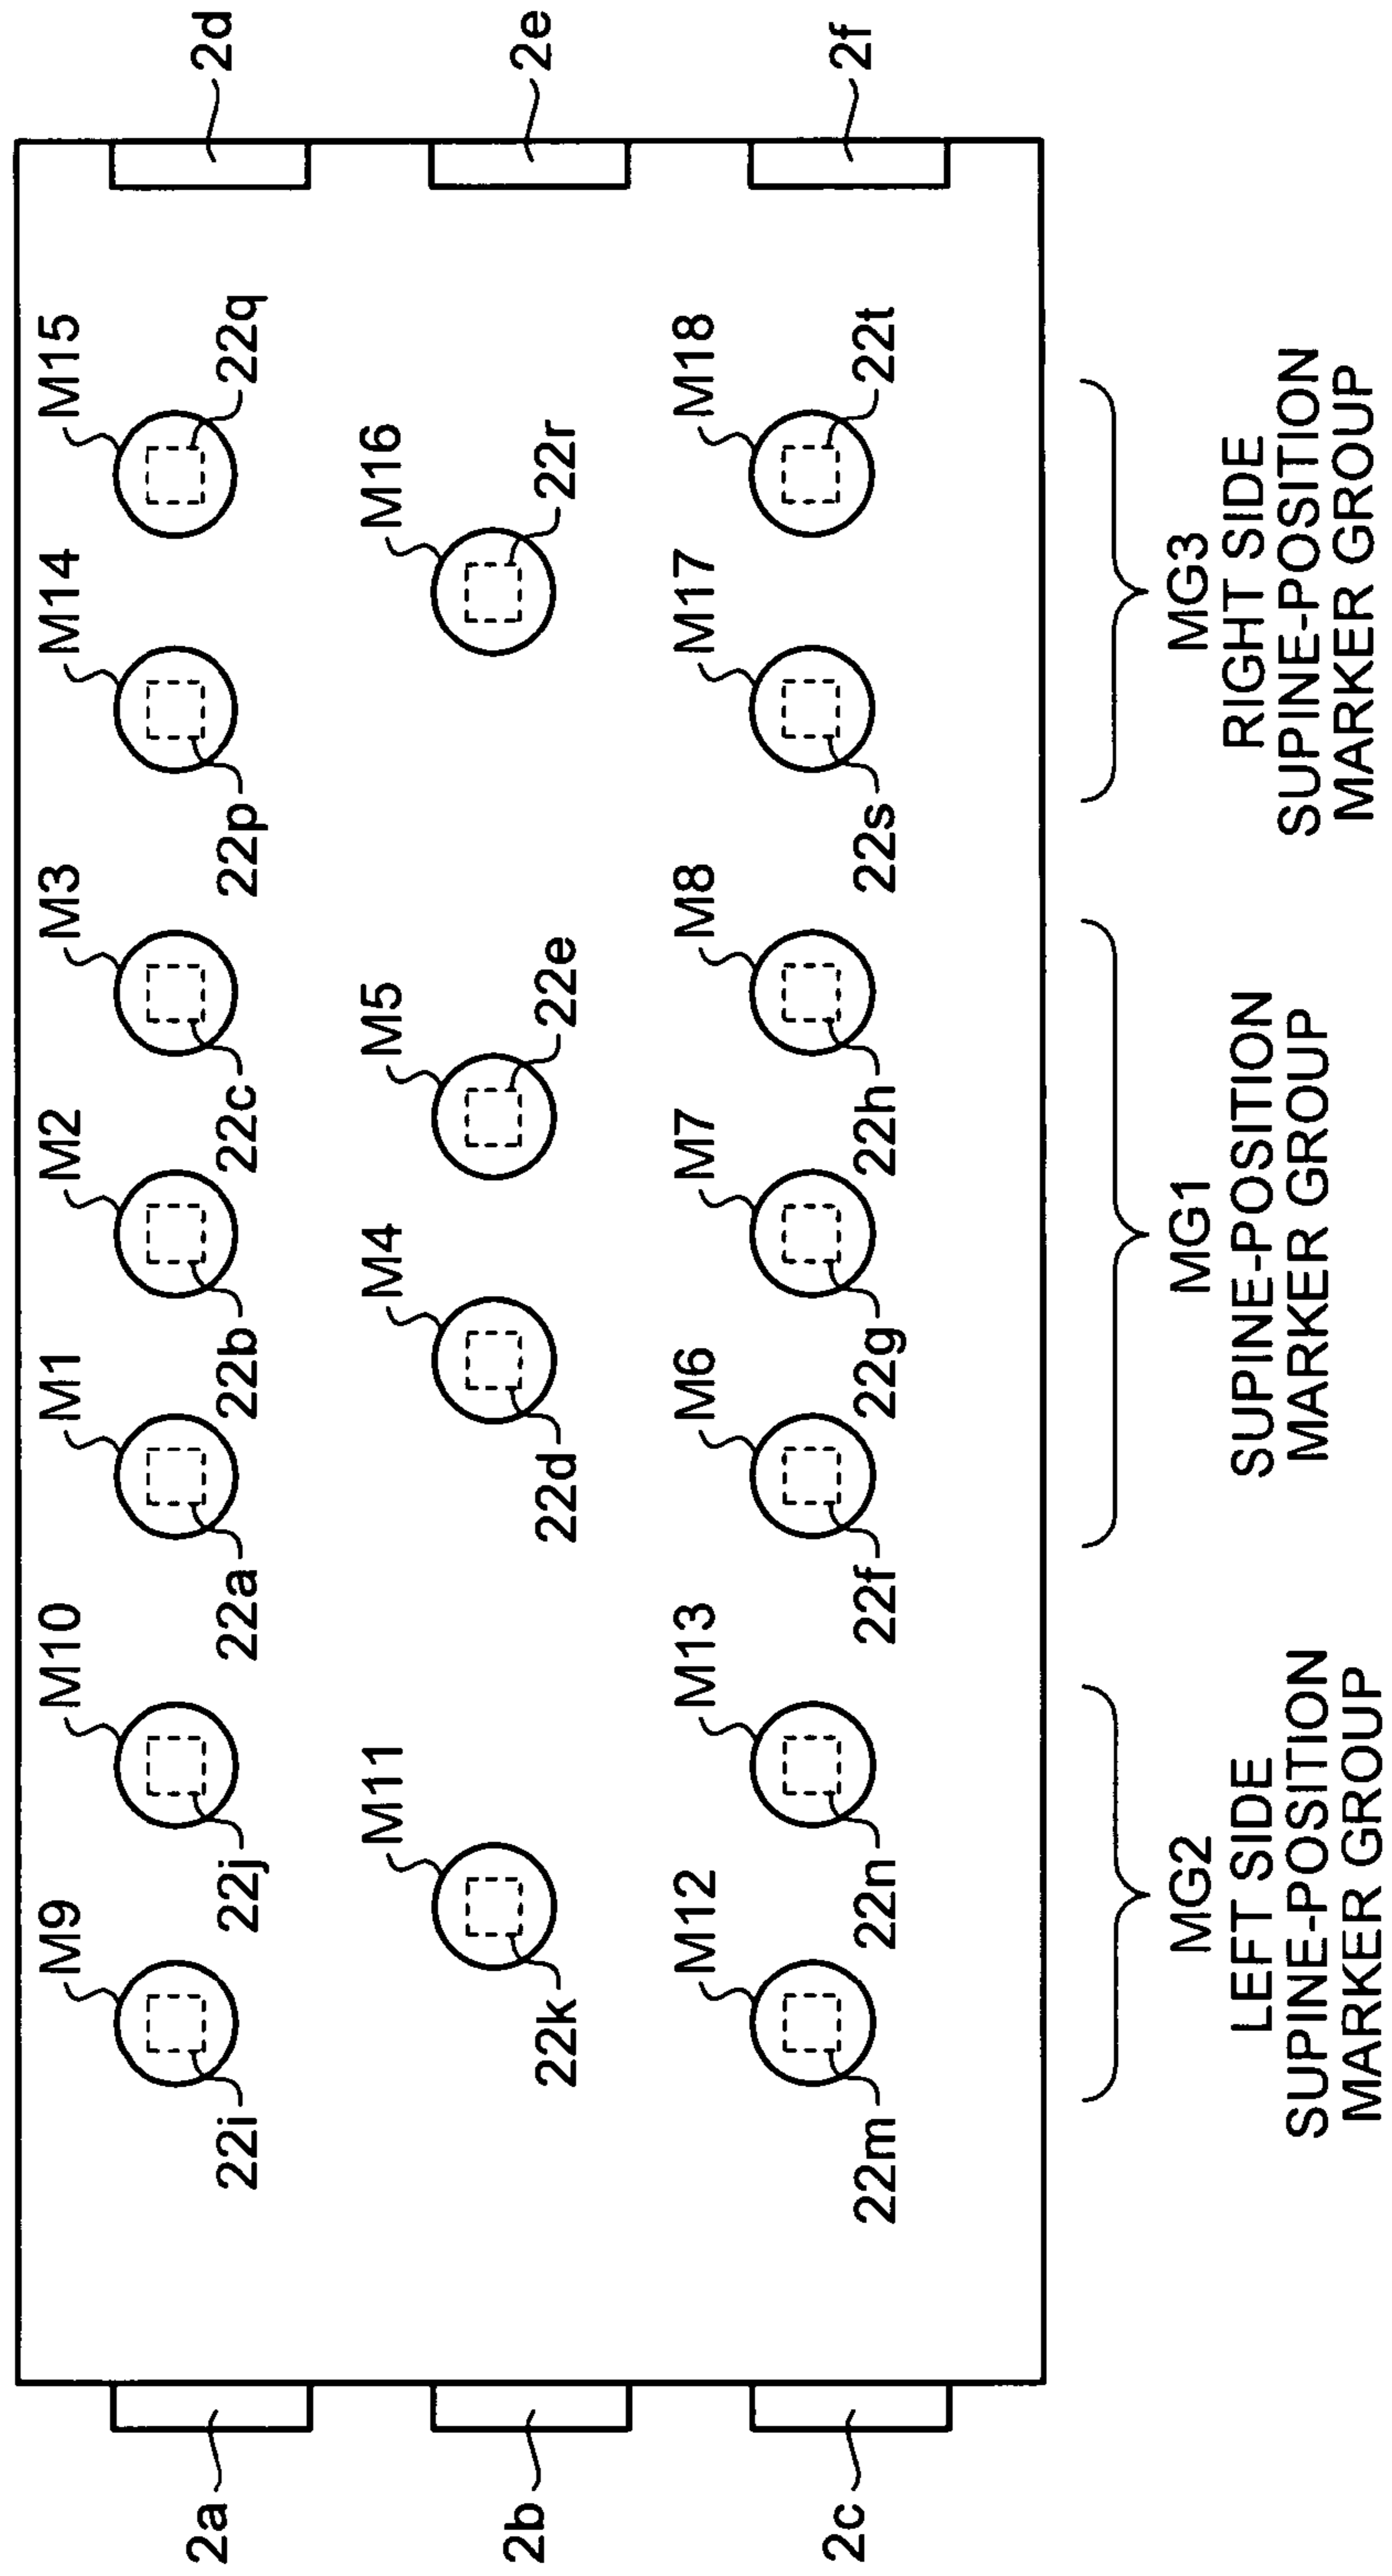 M9
M10
M1
M2
M3
M14
M15
2a
22i
22j
22a
22b
22c
22p
22q
2d
M11
M4
M5
M16
2b
22k
22d
22e
22r
2e
M12
M13
M6
M7
M8
M17
M18
2c
22m
22n
22f
22g
22h
22s
22t
2f
MG2
LEFT SIDE
SUPINE-POSITION
MARKER GROUP
MG1
SUPINE-POSITION
MARKER GROUP
MG3
RIGHT SIDE
SUPINE-POSITION
MARKER GROUP